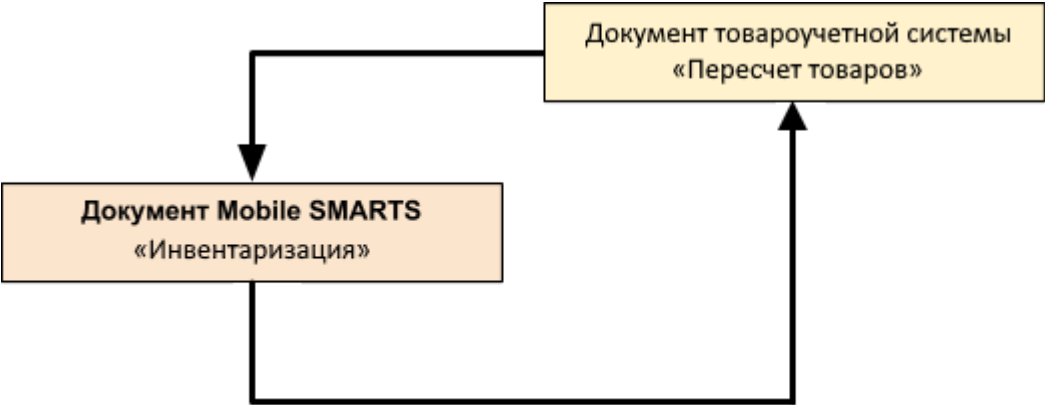 Документ товароучетной системы
«Пересчет товаров»
Документ Mobile SMARTS
«Инвентаризация»